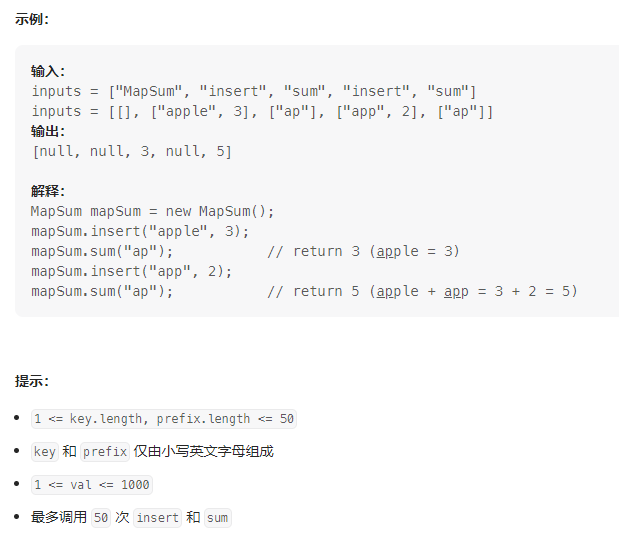 示例：
输入：
inputs = ["MapSum", "insert", "sum", "insert", "sum"]
inputs = [[], ["apple", 3], ["ap"], ["app", 2], ["ap"]]
输出：
[null, null, 3, null, 5]
解释：
MapSum mapSum = new MapSum();
mapSum.insert("apple", 3);
mapSum.sum("ap");           // return 3 (apple = 3)
mapSum.insert("app", 2);
mapSum.sum("ap");           // return 5 (apple + app = 3 + 2 = 5)
提示：
1 <= key.length, prefix.length <= 50
key 和 prefix 仅由小写英文字母组成
1 <= val <= 1000
最多调用 50 次 insert 和 sum